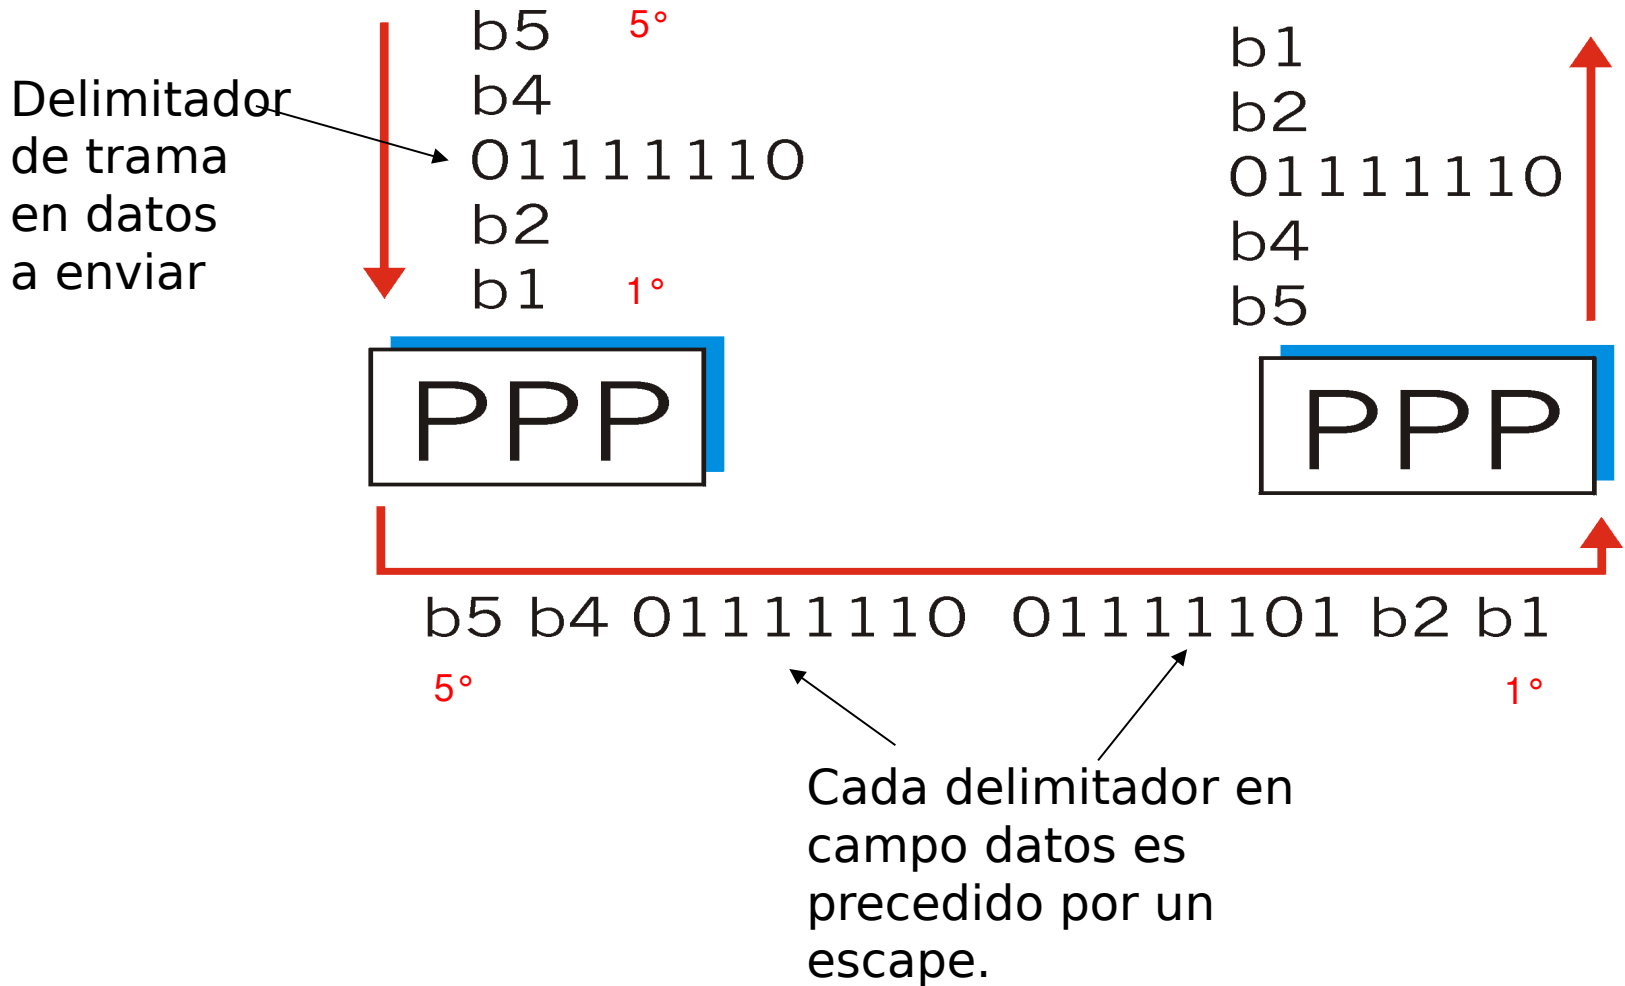 b5 5°
b4
01111110
b2
b1 1°
Delimitador
de trama
en datos
a enviar
b1
b2
01111110
b4
b5
PPP
PPP
b5 b4 01111110 01111101 b2 b1
5° 1°
Cada delimitador en
campo datos es
precedido por un
escape.